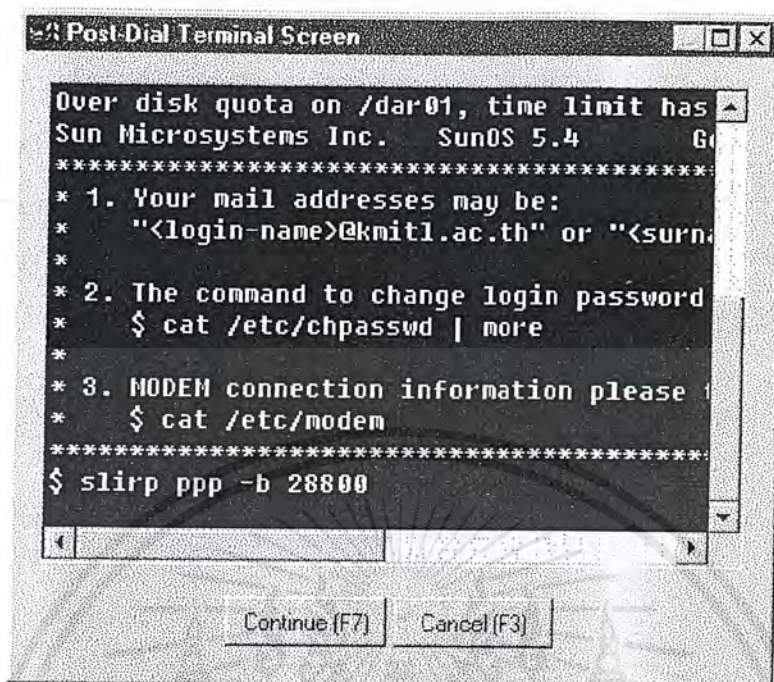 Post-Dial Terminal Screen
Over disk quota on /dar01, time limit has
Sun Microsystems Inc.   SunOS 5.4
*****************************************
* 1. Your mail addresses may be:
*    "<login-name>@kmitl.ac.th" or "<surna
*
* 2. The command to change login password
*    $ cat /etc/chpasswd | more
*
* 3. MODEM connection information please
*    $ cat /etc/modem
*****************************************
$ slirp ppp -b 28800
Continue (F7)
Cancel (F3)